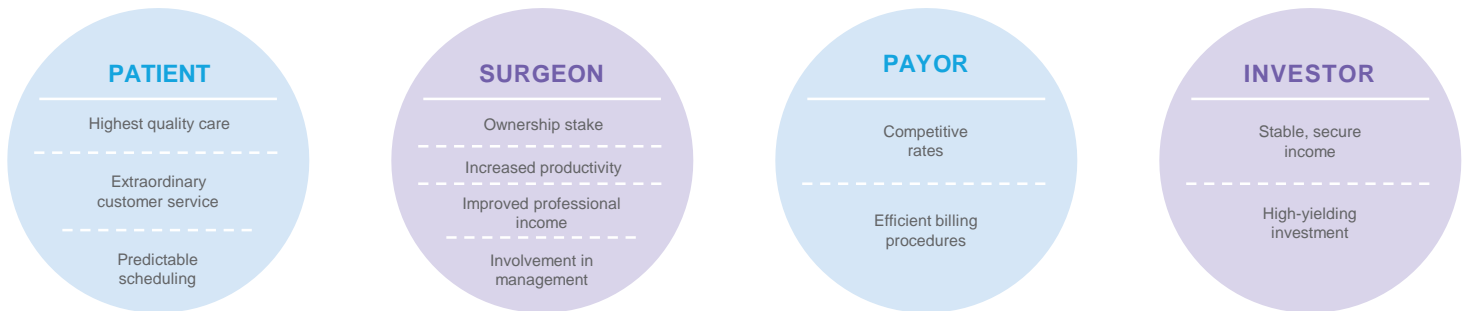 PATIENT
Highest quality care
Extraordinary
customer service
Predictable
scheduling
SURGEON
Ownership stake
Increased productivity
Improved professional
income
Involvement in
management
PAYOR
Competitive
rates
Efficient billing
procedures
INVESTOR
Stable, secure
income
High-yielding
investment